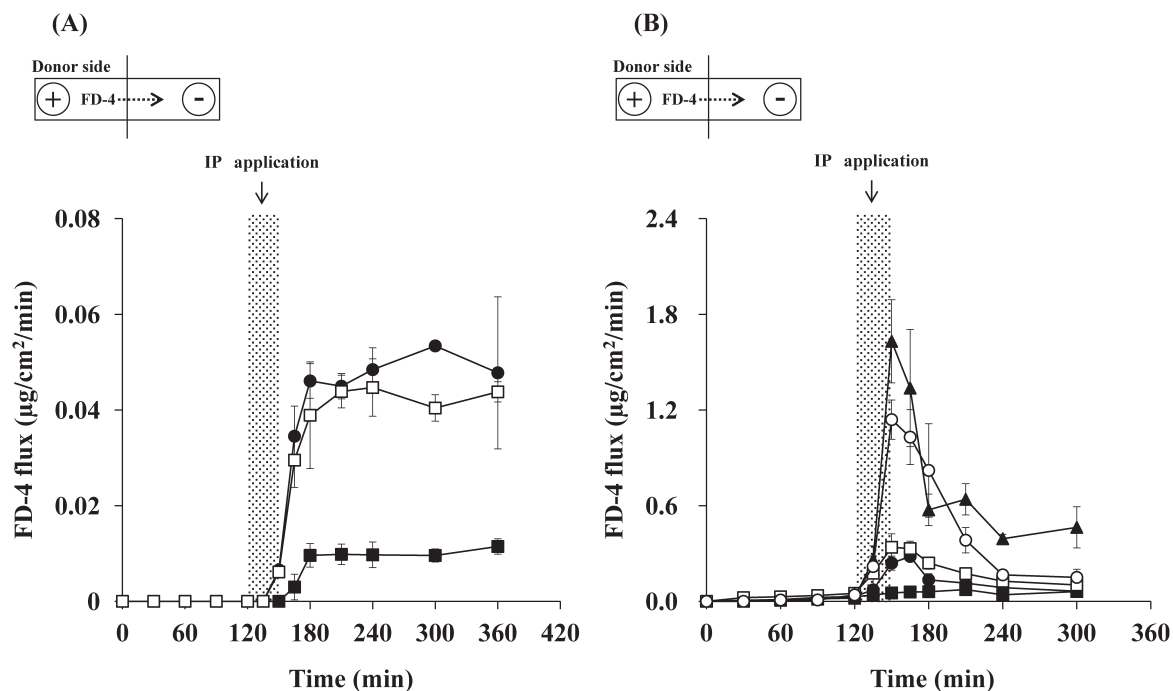 (A)
Donor side
+ FD-4 -
IP application
0.08
0.06
0.04
0.02
0
FD-4 flux (μg/cm²/min)
0 60 120 180 240 300 360 420
Time (min)
(B)
Donor side
+ FD-4 -
IP application
2.4
1.8
1.2
0.6
0.0
FD-4 flux (μg/cm²/min)
0 60 120 180 240 300 360
Time (min)